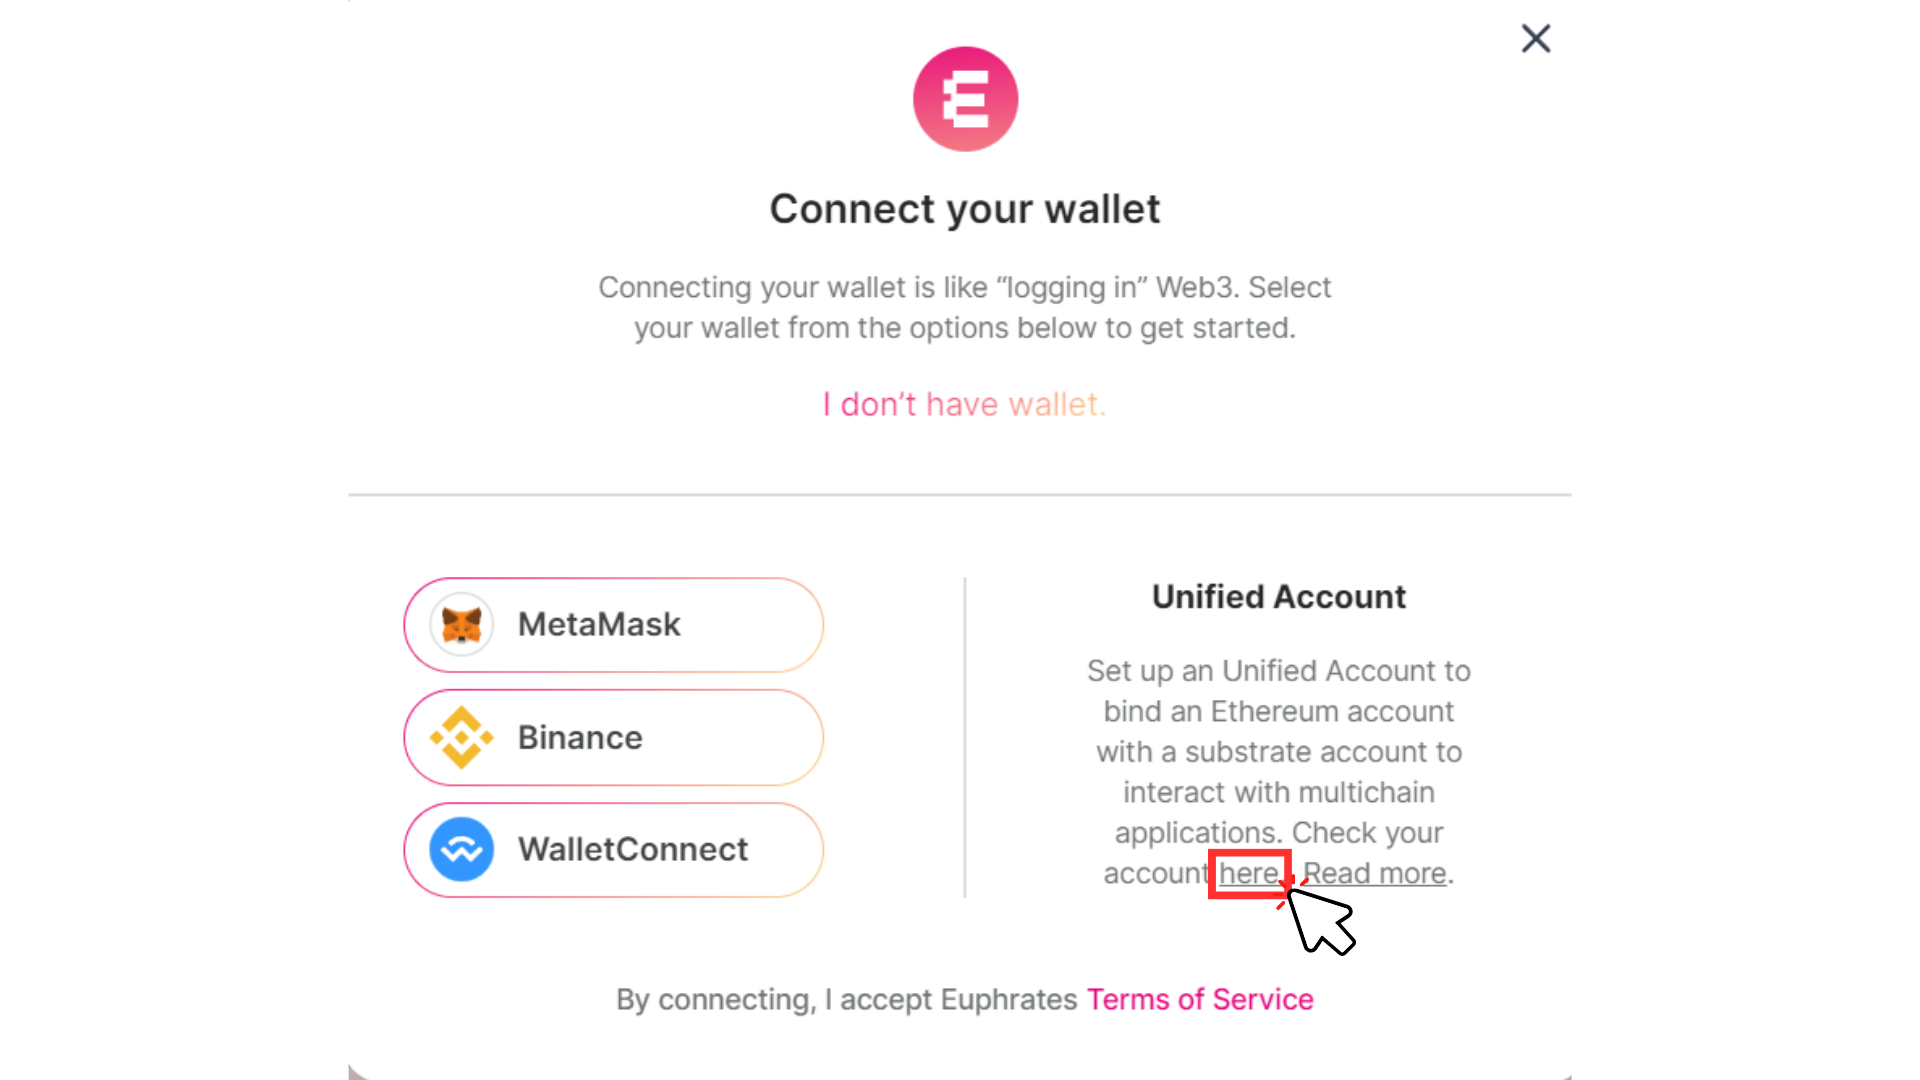 Connect your wallet
Connecting your wallet is like “logging in” Web3. Select
your wallet from the options below to get started.
I don’t have wallet.
MetaMask
Binance
WalletConnect
Unified Account
Set up an Unified Account to
bind an Ethereum account
with a substrate account to
interact with multichain
applications. Check your
account here. Read more.
By connecting, I accept Euphrates Terms of Service